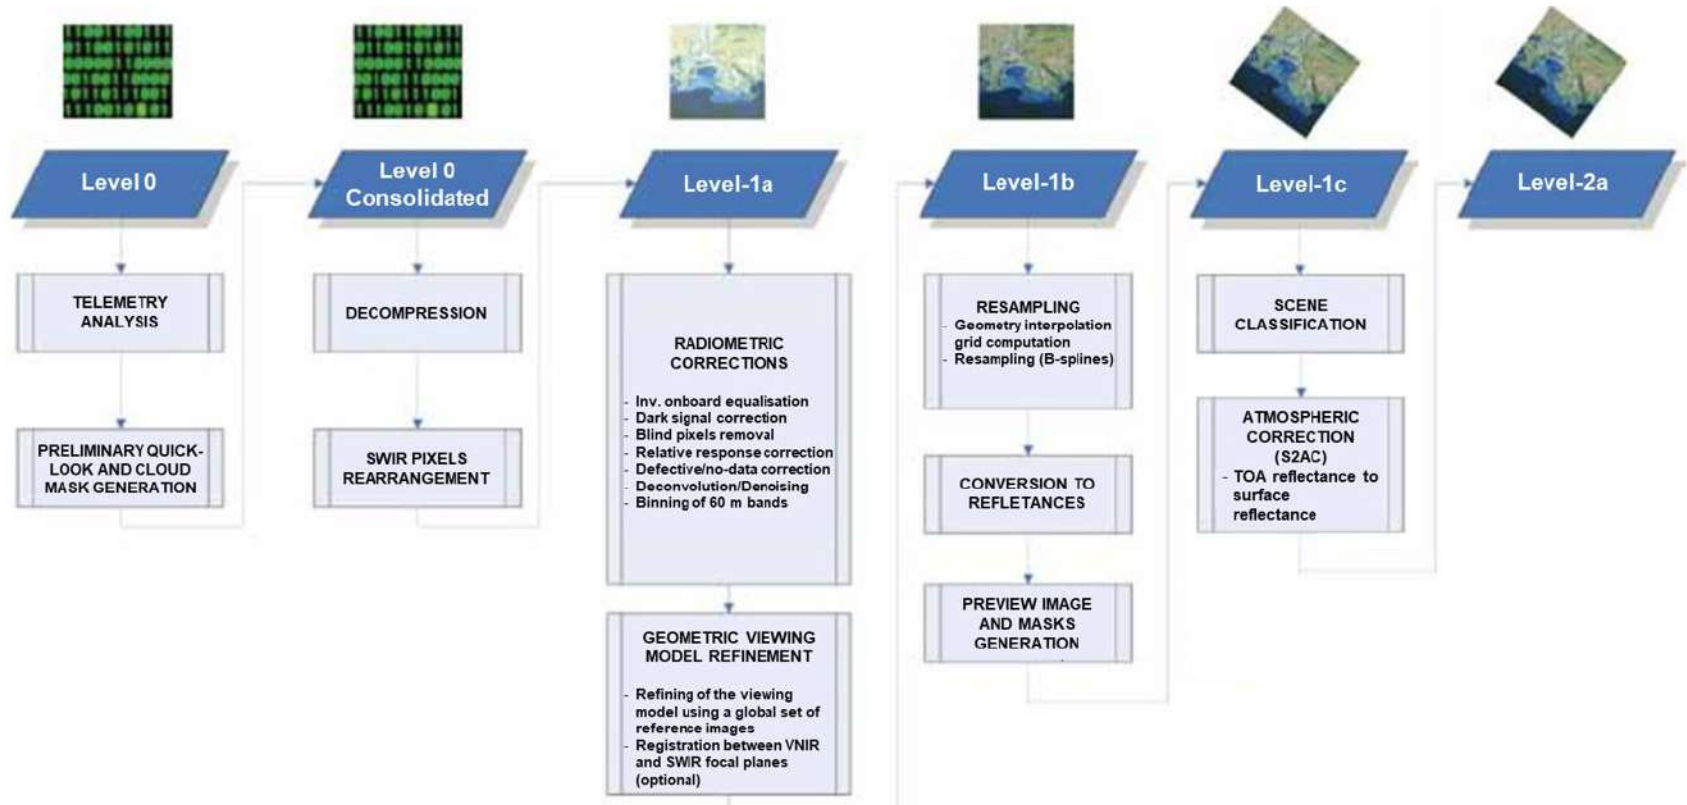 Level 0
TELEMETRY
ANALYSIS
PRELIMINARY QUICK-
LOOK AND CLOUD
MASK GENERATION
Level 0
Consolidated
DECOMPRESSION
SWIR PIXELS
REARRANGEMENT
Level-1a
RADIOMETRIC
CORRECTIONS
- Inv. onboard equalisation
- Dark signal correction
- Blind pixels removal
- Relative response correction
- Defective/no-data correction
- Deconvolution/Denoising
- Binning of 60 m bands
GEOMETRIC VIEWING
MODEL REFINEMENT
- Refining of the viewing
model using a global set of
reference images
- Registration between VNIR
and SWIR focal planes
(optional)
Level-1b
RESAMPLING
- Geometry interpolation
grid computation
- Resampling (B-splines)
CONVERSION TO
REFLETANCES
PREVIEW IMAGE
AND MASKS
GENERATION
Level-1c
SCENE
CLASSIFICATION
ATMOSPHERIC
CORRECTION
(S2AC)
- TOA reflectance to
surface
reflectance
Level-2a